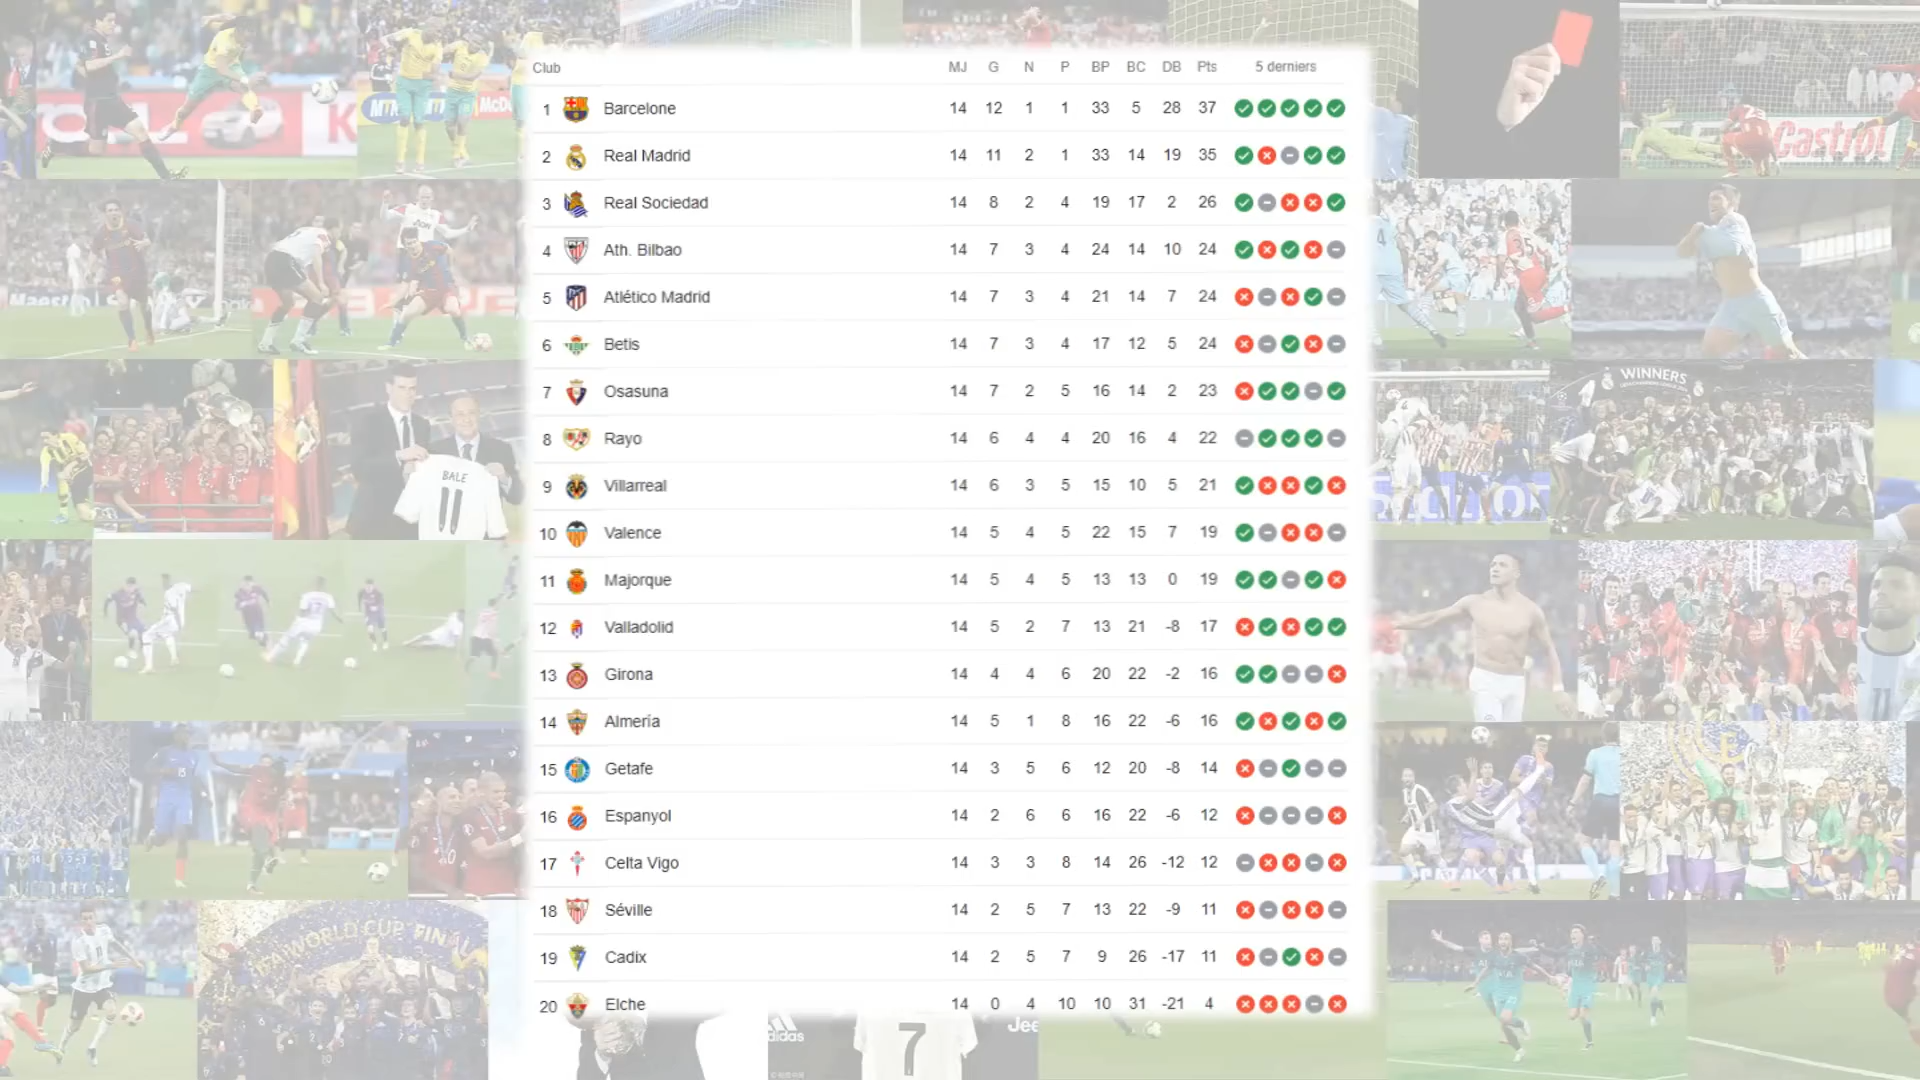 Club MJ G N P BP BC DB Pts 5 derniers
1 Barcelone 14 12 1 1 33 5 28 37
2 Real Madrid 14 11 2 1 33 14 19 35
3 Real Sociedad 14 8 2 4 19 17 2 26
4 Ath. Bilbao 14 7 3 4 24 14 10 24
5 Atlético Madrid 14 7 3 4 21 14 7 24
6 Betis 14 7 3 4 17 12 5 24
7 Osasuna 14 7 2 5 16 14 2 23
8 Rayo 14 6 4 4 20 16 4 22
9 Villarreal 14 6 3 5 15 10 5 21
10 Valence 14 5 4 5 22 15 7 19
11 Majorque 14 5 4 5 13 13 0 19
12 Valladolid 14 5 2 7 13 21 -8 17
13 Girona 14 4 4 6 20 22 -2 16
14 Almería 14 5 1 8 16 22 -6 16
15 Getafe 14 3 5 6 12 20 -8 14
16 Espanyol 14 2 6 6 16 22 -6 12
17 Celta Vigo 14 3 3 8 14 26 -12 12
18 Séville 14 2 5 7 13 22 -9 11
19 Cadix 14 2 5 7 9 26 -17 11
20 Elche 14 0 4 10 10 31 -21 4
Castrol
WINNERS
BALE
11
WORLD CUP FINAL
adidas
7
Jee